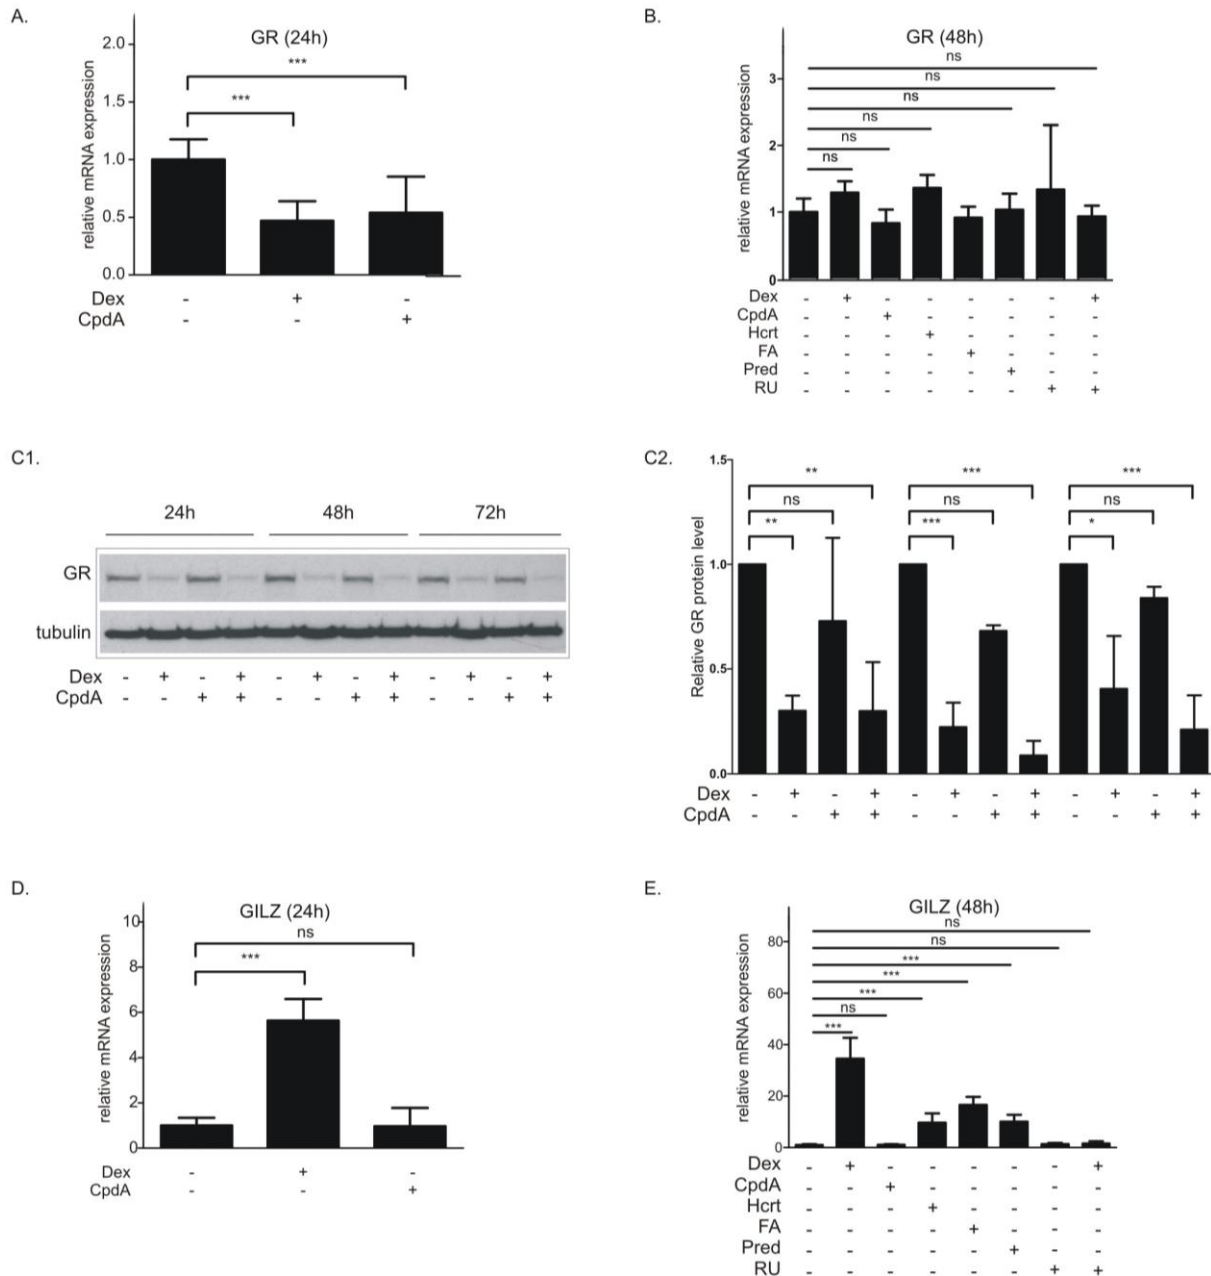 A.
GR (24h)
relative mRNA expression
2.0
1.5
1.0
0.5
0.0
***
***
Dex - + -
CpdA - - +
B.
GR (48h)
relative mRNA expression
3
2
1
0
ns
ns
ns
ns
ns
ns
ns
Dex - + - - - - - +
CpdA - - + - - - - -
Hcrt - - - + - - - -
FA - - - - + - - -
Pred - - - - - + - -
RU - - - - - - + +
C1.
24h 48h 72h
GR
tubulin
Dex - + - + - + - + - + - +
CpdA - - + + - - + + - - + +
C2.
Relative GR protein level
1.5
1.0
0.5
0.0
** *** ***
ns ns ns
** *** *
Dex - + - + - + - + - + - +
CpdA - - + + - - + + - - + +
D.
GILZ (24h)
relative mRNA expression
10
8
6
4
2
0
ns
***
Dex - + -
CpdA - - +
E.
GILZ (48h)
relative mRNA expression
80
60
40
20
0
ns
ns
***
***
***
ns
***
Dex - + - - - - - +
CpdA - - + - - - - -
Hcrt - - - + - - - -
FA - - - - + - - -
Pred - - - - - + - -
RU - - - - - - + +